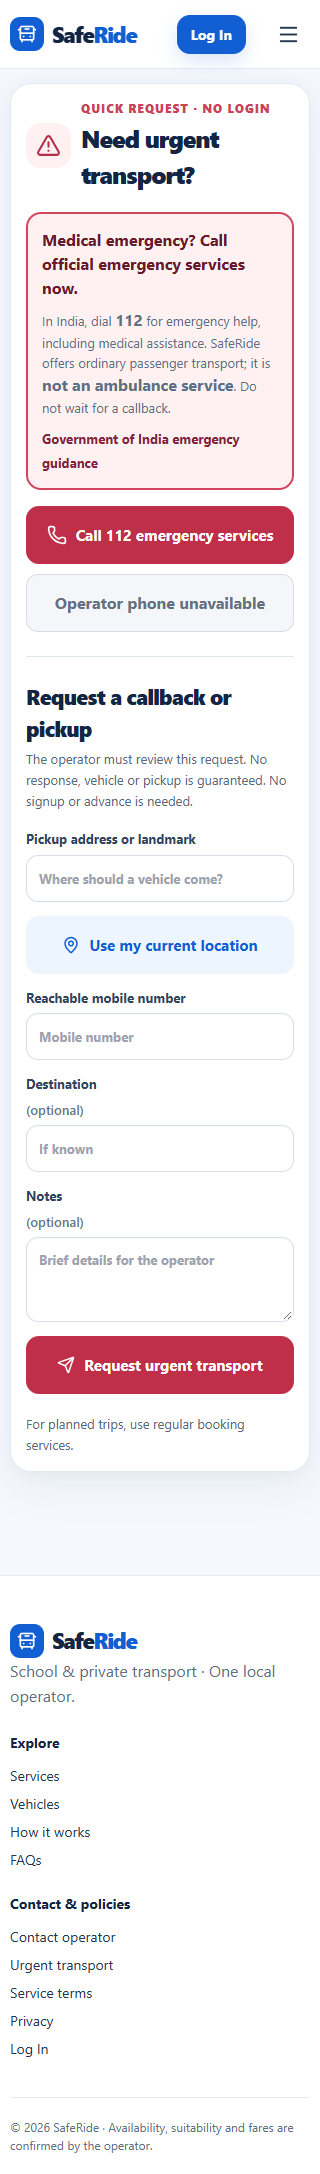 SafeRide
Log In
QUICK REQUEST · NO LOGIN
Need urgent
transport?
Medical emergency? Call
official emergency services
now.
In India, dial 112 for emergency help,
including medical assistance. SafeRide
offers ordinary passenger transport; it is
not an ambulance service. Do
not wait for a callback.
Government of India emergency
guidance
Call 112 emergency services
Operator phone unavailable
Request a callback or
pickup
The operator must review this request. No
response, vehicle or pickup is guaranteed. No
signup or advance is needed.
Pickup address or landmark
Where should a vehicle come?
Use my current location
Reachable mobile number
Mobile number
Destination
(optional)
If known
Notes
(optional)
Brief details for the operator
Request urgent transport
For planned trips, use regular booking
services.
SafeRide
School & private transport · One local
operator.
Explore
Services
Vehicles
How it works
FAQs
Contact & policies
Contact operator
Urgent transport
Service terms
Privacy
Log In
© 2026 SafeRide · Availability, suitability and fares are
confirmed by the operator.